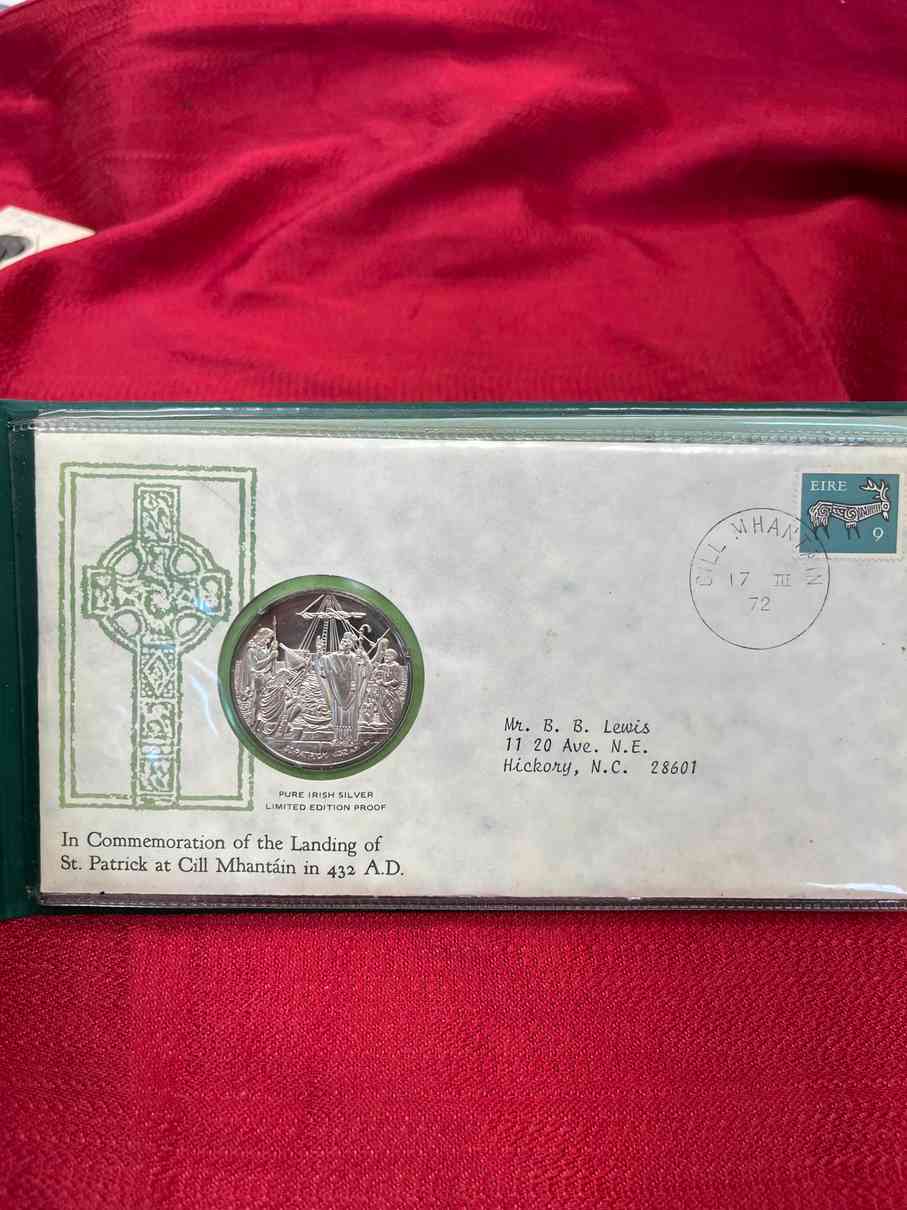 EIRE
9
CILL MHANTÁIN
17 III
72
Mr. B. B. Lewis
11 20 Ave. N.E.
Hickory, N.C. 28601
PURE IRISH SILVER
LIMITED EDITION PROOF
In Commemoration of the Landing of
St. Patrick at Cill Mhantáin in 432 A.D.